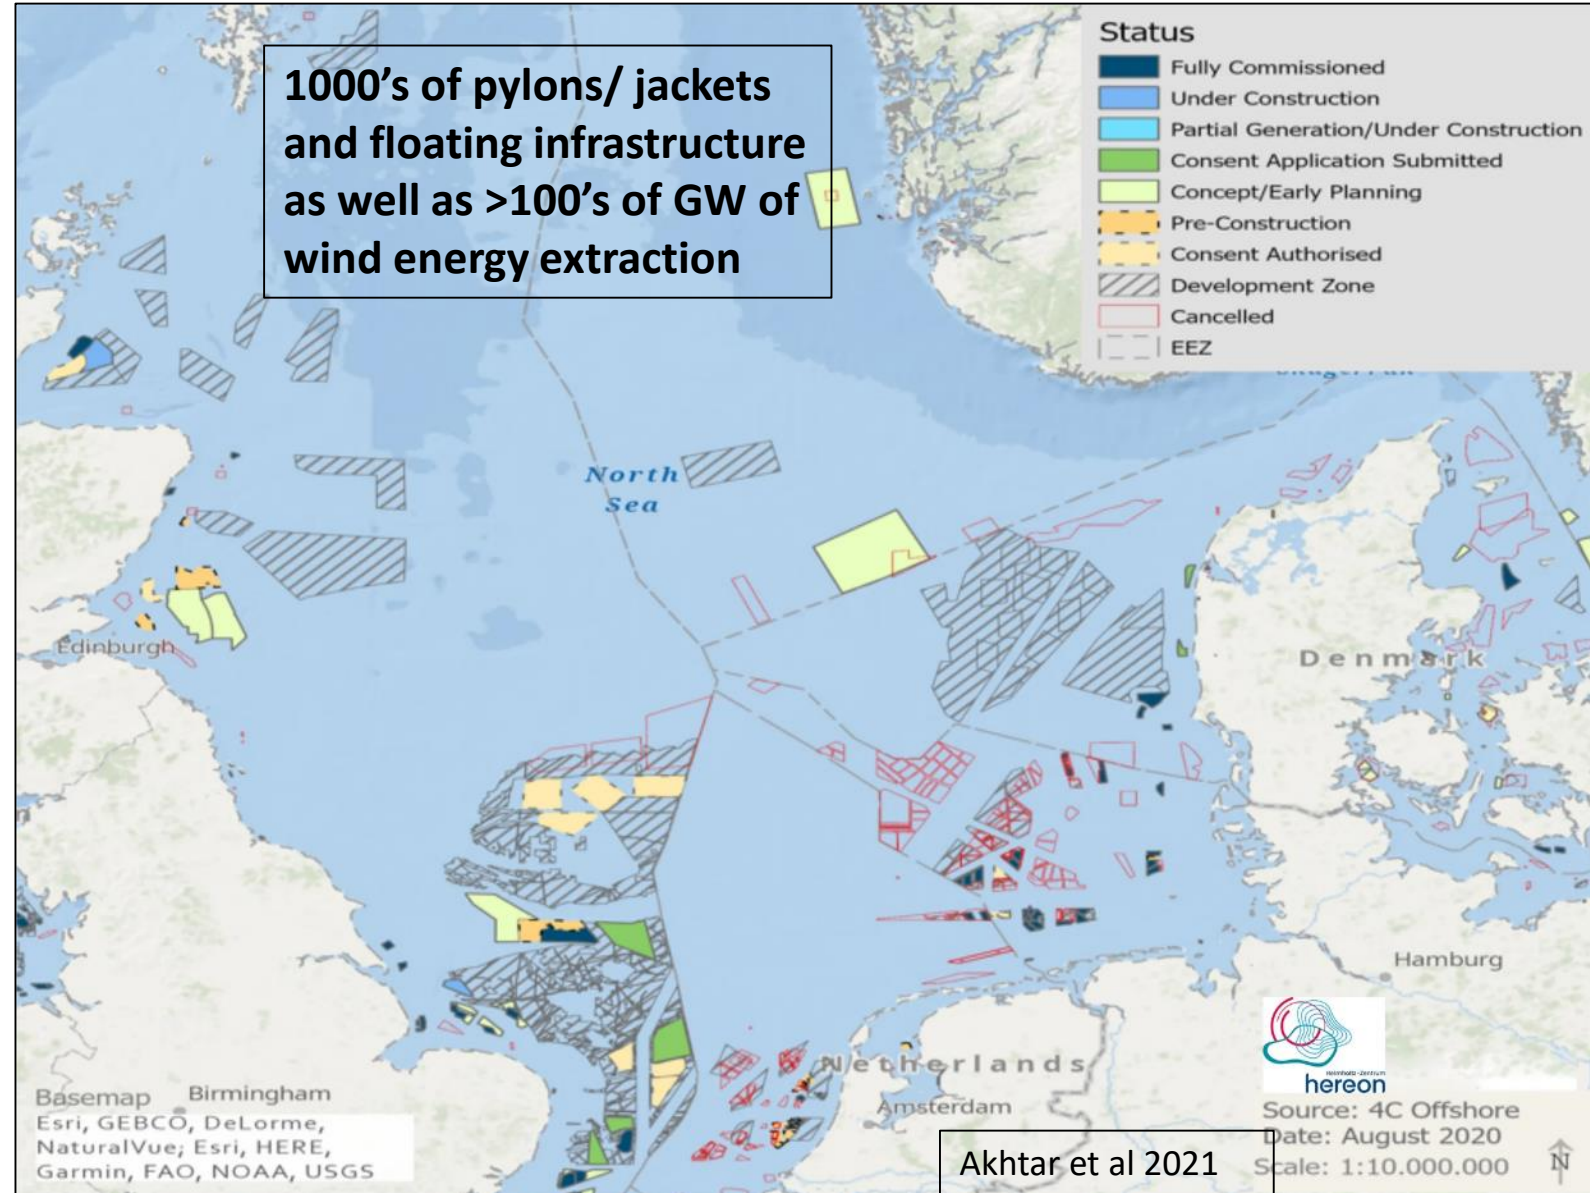 1000’s of pylons/ jackets
and floating infrastructure
as well as >100’s of GW of
wind energy extraction
Status
Fully Commissioned
Under Construction
Partial Generation/Under Construction
Consent Application Submitted
Concept/Early Planning
Pre-Construction
Consent Authorised
Development Zone
Cancelled
EEZ
North
Sea
Edinburgh
Denmark
Hamburg
Netherlands
Amsterdam
Birmingham
Basemap
Esri, GEBCO, DeLorme,
NaturalVue; Esri, HERE,
Garmin, FAO, NOAA, USGS
hereon
Source: 4C Offshore
Date: August 2020
Scale: 1:10.000.000
N
Akhtar et al 2021